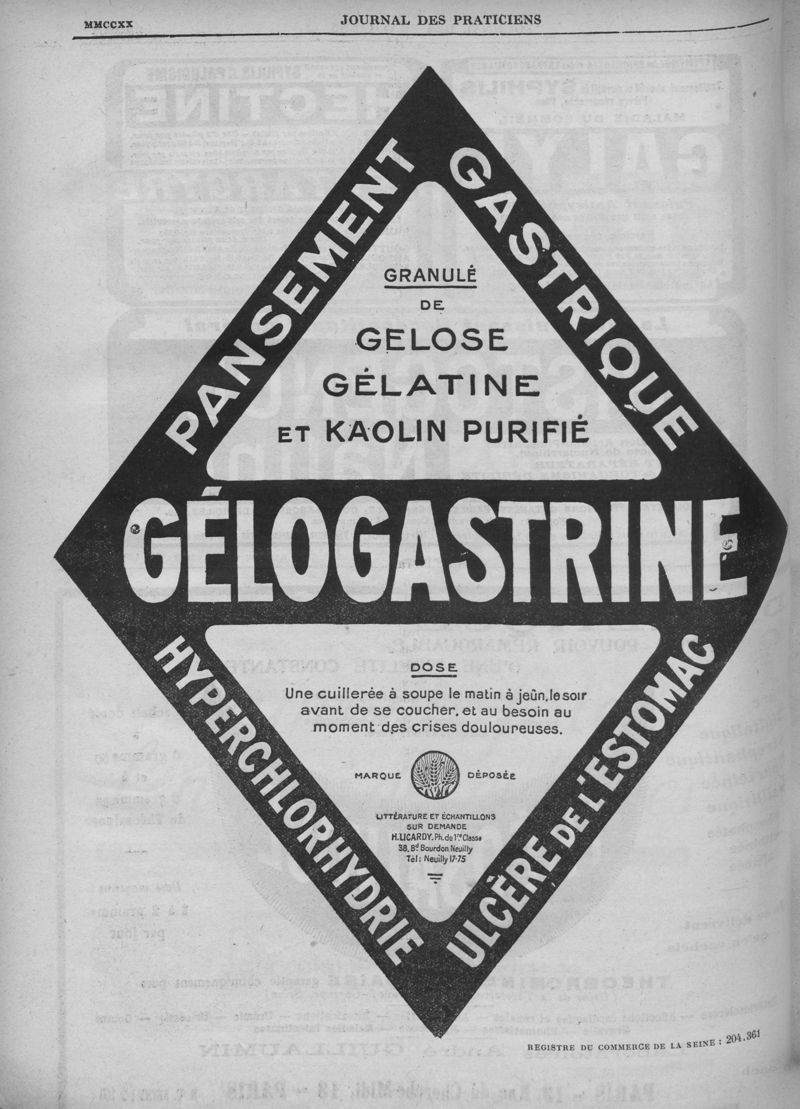 MMCCXX
JOURNAL DES PRATICIENS
PANSEMENT GASTRIQUE
GRANULÉ
DE
GELOSE
GÉLATINE
ET KAOLIN PURIFIÉ
GÉLOGASTRINE
HYPERCHLORHYDRIE
ULCÈRE DE L'ESTOMAC
DOSE
Une cuillerée à soupe le matin à jeûn, le soir
avant de se coucher, et au besoin au
moment des crises douloureuses.
MARQUE DÉPOSÉE
LITTÉRATURE ET ÉCHANTILLONS
SUR DEMANDE
H. LICARDY, Ph. de 1re Classe
38, Bd Bourdon Neuilly
Tél: Neuilly 17-75
REGISTRE DU COMMERCE DE LA SEINE : 204.361